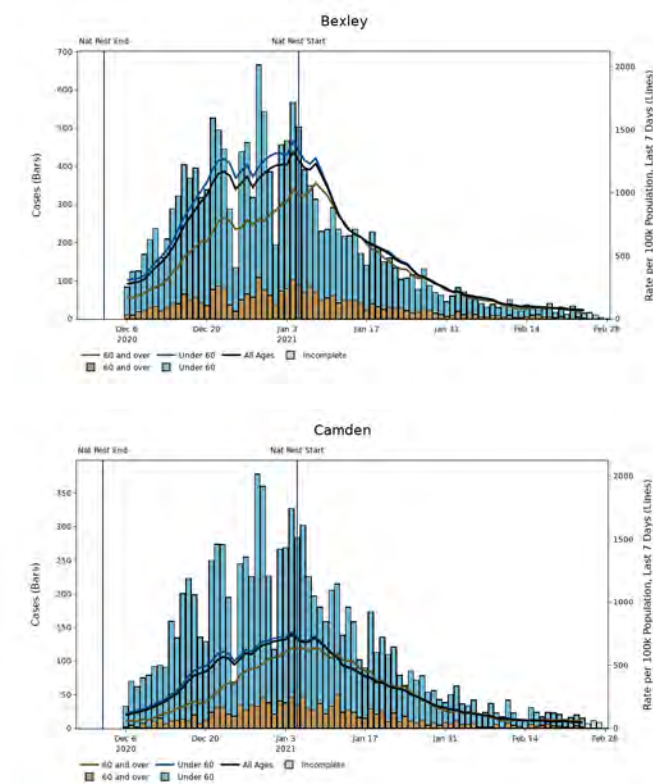 Bexley
Nat Rest End Nat Rest Start
700
600
500
400
300
200
100
0
Cases (Bars)
2000
1500
1000
500
0
Rate per 100k Population, Last 7 Days (Lines)
Dec 6 Dec 20 Jan 3 Jan 17 Jan 31 Feb 14 Feb 28
2020 2021
60 and over Under 60 All Ages Incomplete
60 and over Under 60
Camden
Nat Rest End Nat Rest Start
350
300
250
200
150
100
50
0
Cases (Bars)
2000
1500
1000
500
0
Rate per 100k Population, Last 7 Days (Lines)
Dec 6 Dec 20 Jan 3 Jan 17 Jan 31 Feb 14 Feb 28
2020 2021
60 and over Under 60 All Ages Incomplete
60 and over Under 60